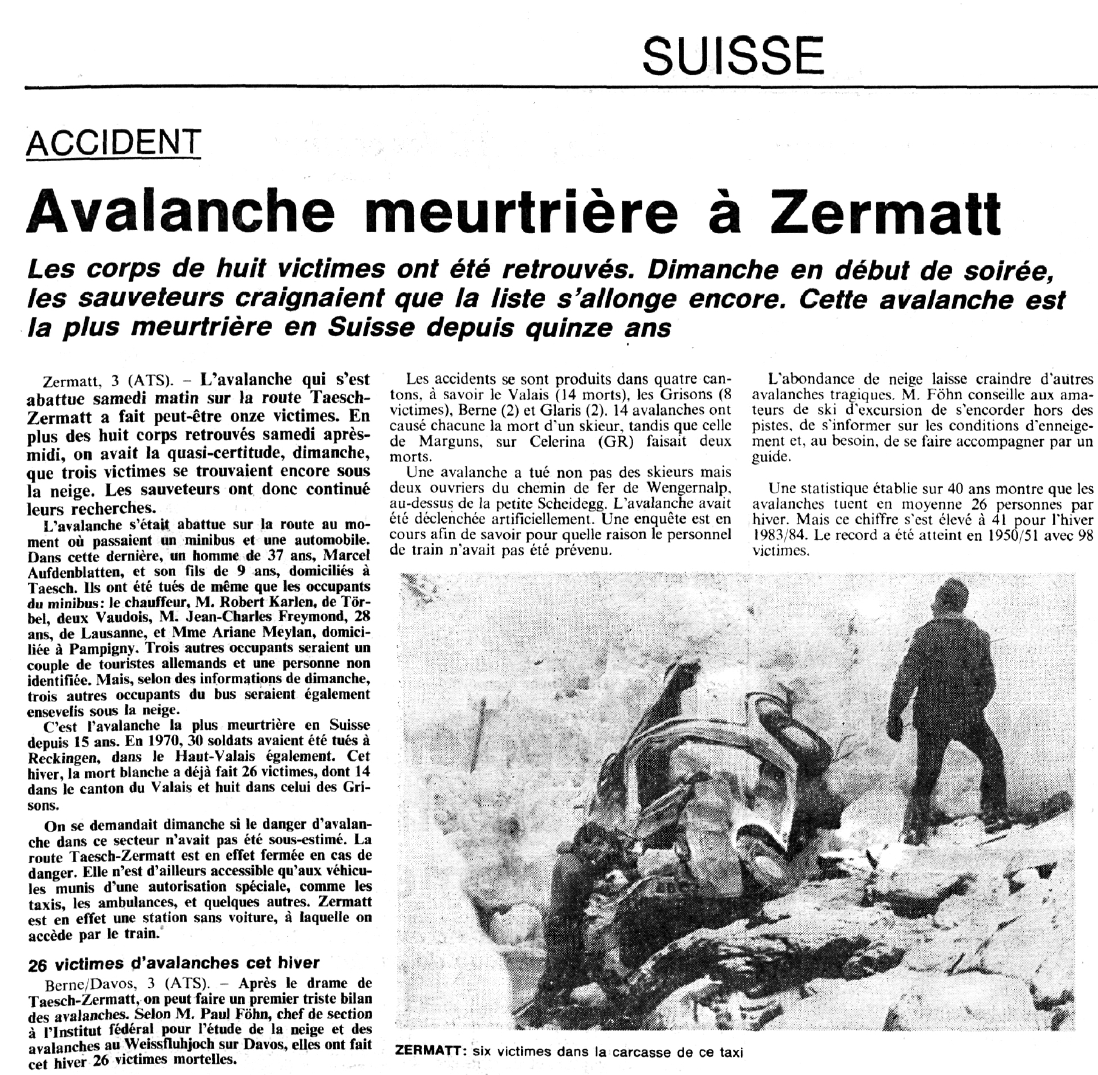 SUISSE
ACCIDENT
Avalanche meurtrière à Zermatt
Les corps de huit victimes ont été retrouvés. Dimanche en début de soirée,
les sauveteurs craignaient que la liste s'allonge encore. Cette avalanche est
la plus meurtrière en Suisse depuis quinze ans
Zermatt, 3 (ATS). – L'avalanche qui s'est
abattue samedi matin sur la route Taesch-
Zermatt a fait peut-être onze victimes. En
plus des huit corps retrouvés samedi après-
midi, on avait la quasi-certitude, dimanche,
que trois victimes se trouvaient encore sous
la neige. Les sauveteurs ont donc continué
leurs recherches.
L'avalanche s'était abattue sur la route au mo-
ment où passaient un minibus et une automobile.
Dans cette dernière, un homme de 37 ans, Marcel
Aufdenblatten, et son fils de 9 ans, domiciliés à
Taesch. Ils ont été tués de même que les occupants
du minibus: le chauffeur, M. Robert Karlen, de Tör-
bel, deux Vaudois, M. Jean-Charles Freymond, 28
ans, de Lausanne, et Mme Ariane Meylan, domici-
liée à Pampigny. Trois autres occupants seraient un
couple de touristes allemands et une personne non
identifiée. Mais, selon des informations de dimanche,
trois autres occupants du bus seraient également
ensevelis sous la neige.
C'est l'avalanche la plus meurtrière en Suisse
depuis 15 ans. En 1970, 30 soldats avaient été tués à
Reckingen, dans le Haut-Valais également. Cet
hiver, la mort blanche a déjà fait 26 victimes, dont 14
dans le canton du Valais et huit dans celui des Gri-
sons.
On se demandait dimanche si le danger d'avalan-
che dans ce secteur n'avait pas été sous-estimé. La
route Taesch-Zermatt est en effet fermée en cas de
danger. Elle n'est d'ailleurs accessible qu'aux véhicu-
les munis d'une autorisation spéciale, comme les
taxis, les ambulances, et quelques autres. Zermatt
est en effet une station sans voiture, à laquelle on
accède par le train.
26 victimes d'avalanches cet hiver
Berne/Davos, 3 (ATS). – Après le drame de
Taesch-Zermatt, on peut faire un premier triste bilan
des avalanches. Selon M. Paul Föhn, chef de section
à l'Institut fédéral pour l'étude de la neige et des
avalanches au Weissfluhjoch sur Davos, elles ont fait
cet hiver 26 victimes mortelles.
Les accidents se sont produits dans quatre can-
tons, à savoir le Valais (14 morts), les Grisons (8
victimes), Berne (2) et Glaris (2). 14 avalanches ont
causé chacune la mort d'un skieur, tandis que celle
de Marguns, sur Celerina (GR) faisait deux
morts.
Une avalanche a tué non pas des skieurs mais
deux ouvriers du chemin de fer de Wengernalp,
au-dessus de la petite Scheidegg. L'avalanche avait
été déclenchée artificiellement. Une enquête est en
cours afin de savoir pour quelle raison le personnel
de train n'avait pas été prévenu.
L'abondance de neige laisse craindre d'autres
avalanches tragiques. M. Föhn conseille aux ama-
teurs de ski d'excursion de s'encorder hors des
pistes, de s'informer sur les conditions d'enneige-
ment et, au besoin, de se faire accompagner par un
guide.
Une statistique établie sur 40 ans montre que les
avalanches tuent en moyenne 26 personnes par
hiver. Mais ce chiffre s'est élevé à 41 pour l'hiver
1983/84. Le record a été atteint en 1950/51 avec 98
victimes.
ZERMATT: six victimes dans la carcasse de ce taxi